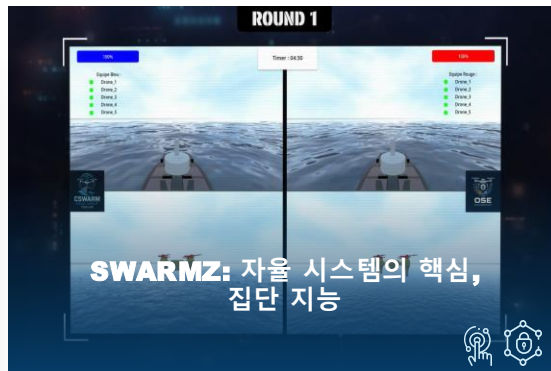 ROUND 1
100%
Timer : 04:50
100%
Equipe Bleu :
Drone_1
Drone_2
Drone_3
Drone_4
Drone_5
Equipe Rouge :
Drone_1
Drone_2
Drone_3
Drone_4
Drone_5
CSWARM
OSE
SWARMZ: 자율 시스템의 핵심,
집단 지능